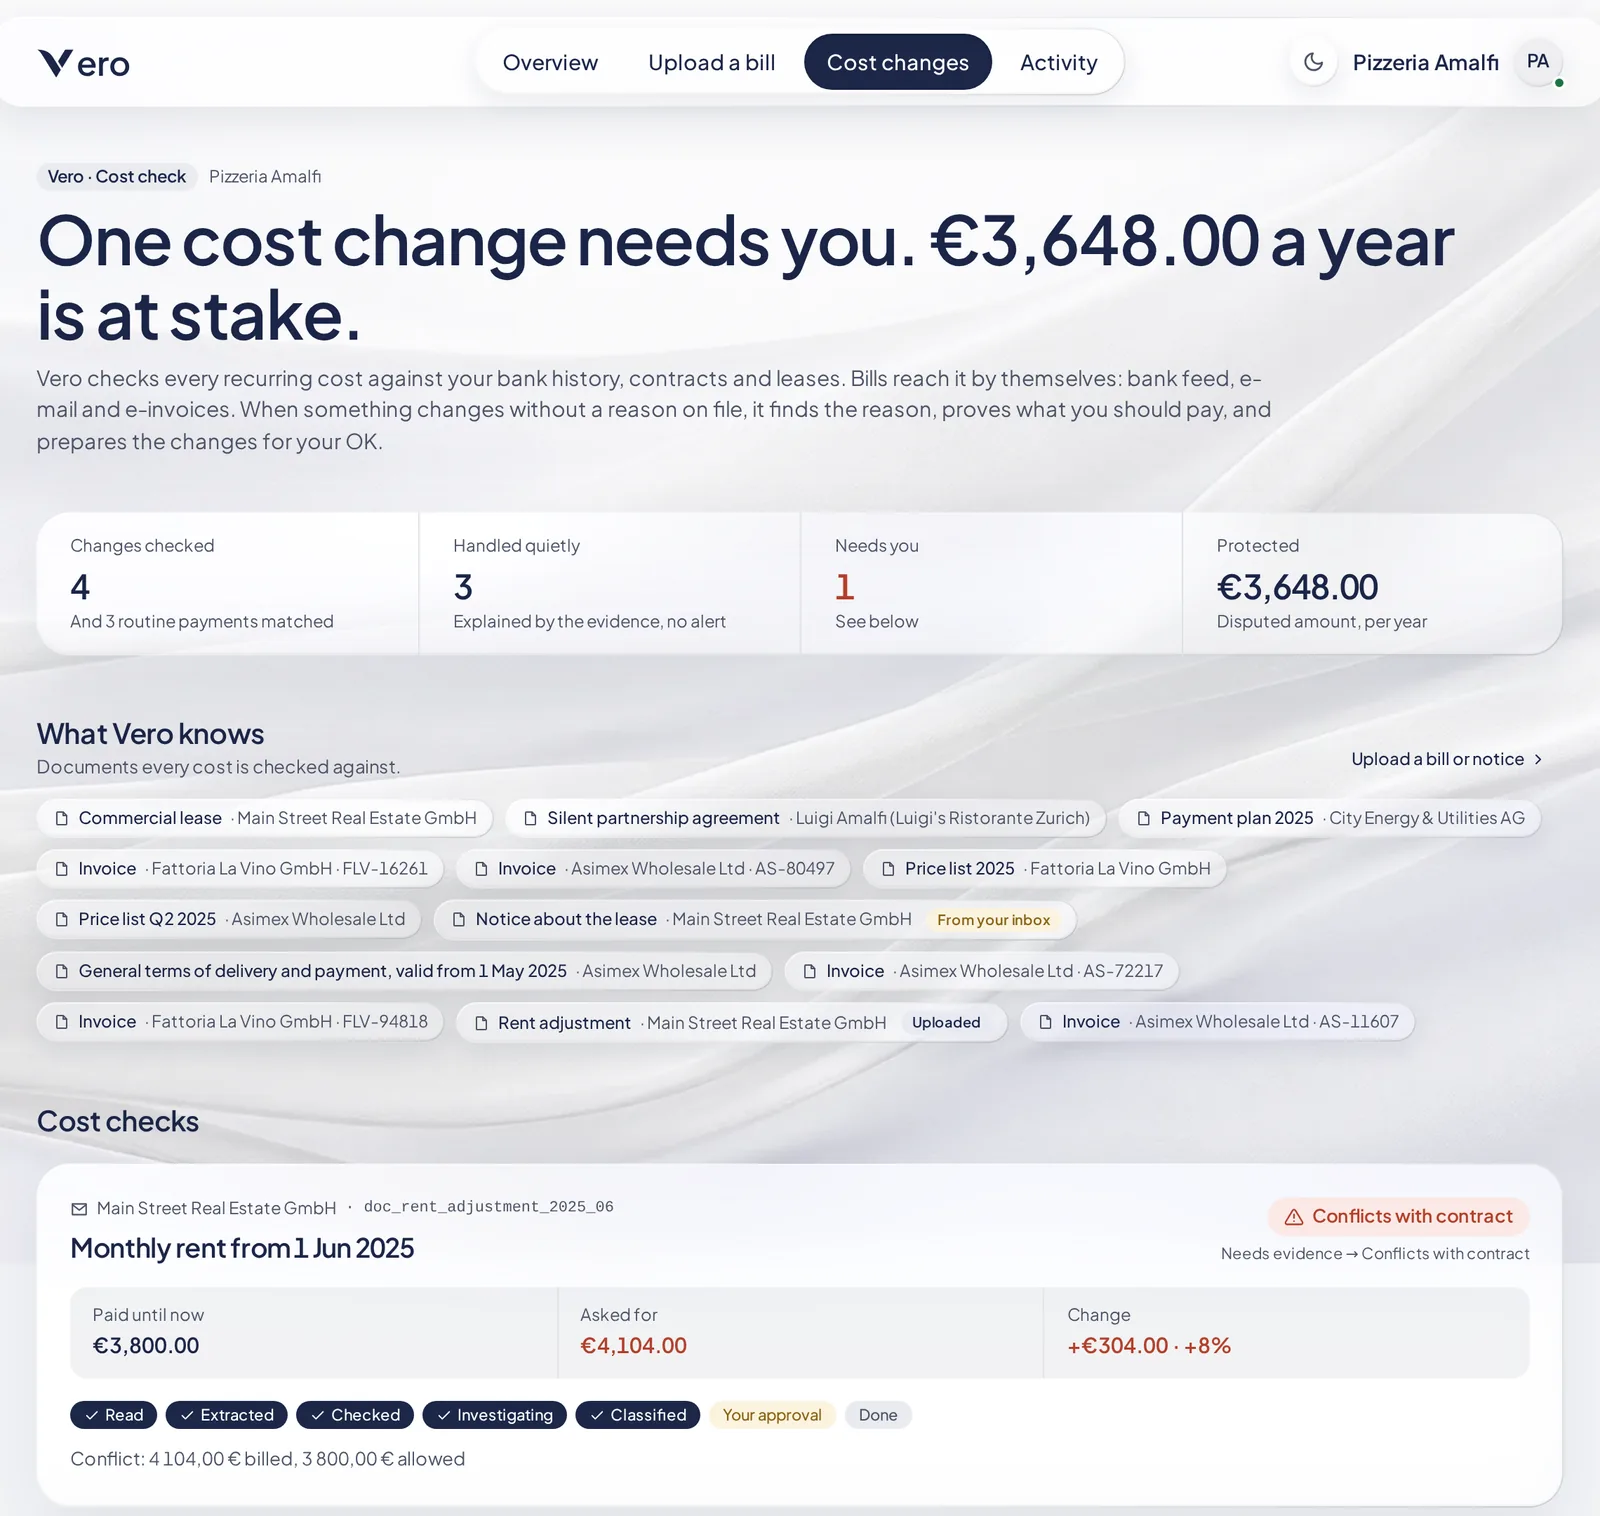 Vero
Overview
Upload a bill
Cost changes
Activity
Pizzeria Amalfi
PA
Vero · Cost check
Pizzeria Amalfi
One cost change needs you. €3,648.00 a year
is at stake.
Vero checks every recurring cost against your bank history, contracts and leases. Bills reach it by themselves: bank feed, e-
mail and e-invoices. When something changes without a reason on file, it finds the reason, proves what you should pay, and
prepares the changes for your OK.
Changes checked
4
And 3 routine payments matched
Handled quietly
3
Explained by the evidence, no alert
Needs you
1
See below
Protected
€3,648.00
Disputed amount, per year
What Vero knows
Documents every cost is checked against.
Upload a bill or notice
Commercial lease · Main Street Real Estate GmbH
Silent partnership agreement · Luigi Amalfi (Luigi's Ristorante Zurich)
Payment plan 2025 · City Energy & Utilities AG
Invoice · Fattoria La Vino GmbH · FLV-16261
Invoice · Asimex Wholesale Ltd · AS-80497
Price list 2025 · Fattoria La Vino GmbH
Price list Q2 2025 · Asimex Wholesale Ltd
Notice about the lease · Main Street Real Estate GmbH From your inbox
General terms of delivery and payment, valid from 1 May 2025 · Asimex Wholesale Ltd
Invoice · Asimex Wholesale Ltd · AS-72217
Invoice · Fattoria La Vino GmbH · FLV-94818
Rent adjustment · Main Street Real Estate GmbH Uploaded
Invoice · Asimex Wholesale Ltd · AS-11607
Cost checks
Main Street Real Estate GmbH · doc_rent_adjustment_2025_06
Conflicts with contract
Monthly rent from 1 Jun 2025
Needs evidence → Conflicts with contract
Paid until now
€3,800.00
Asked for
€4,104.00
Change
+€304.00 · +8%
Read
Extracted
Checked
Investigating
Classified
Your approval
Done
Conflict: 4 104,00 € billed, 3 800,00 € allowed